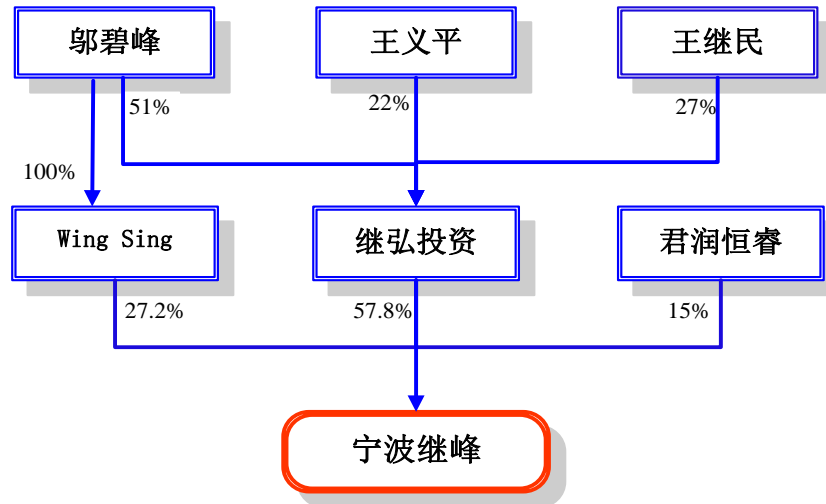 邬碧峰
王义平
王继民
51%
22%
27%
100%
Wing Sing
继弘投资
君润恒睿
27.2%
57.8%
15%
宁波继峰